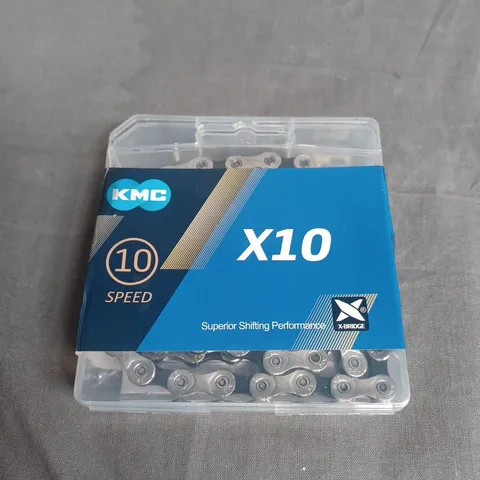 KMC
10
SPEED
X10
Superior Shifting Performance
X ®
X-BRIDGE